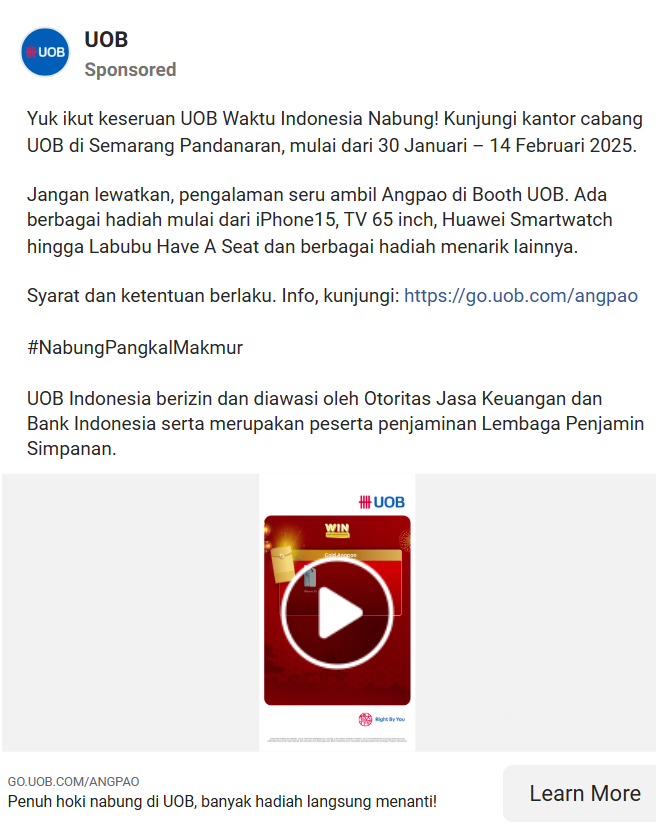 UOB
UOB
Sponsored
Yuk ikut keseruan UOB Waktu Indonesia Nabung! Kunjungi kantor cabang
UOB di Semarang Pandanaran, mulai dari 30 Januari – 14 Februari 2025.
Jangan lewatkan, pengalaman seru ambil Angpao di Booth UOB. Ada
berbagai hadiah mulai dari iPhone15, TV 65 inch, Huawei Smartwatch
hingga Labubu Have A Seat dan berbagai hadiah menarik lainnya.
Syarat dan ketentuan berlaku. Info, kunjungi: https://go.uob.com/angpao
#NabungPangkalMakmur
UOB Indonesia berizin dan diawasi oleh Otoritas Jasa Keuangan dan
Bank Indonesia serta merupakan peserta penjaminan Lembaga Penjamin
Simpanan.
UOB
WIN
Gold Angpao
Right By You
GO.UOB.COM/ANGPAO
Penuh hoki nabung di UOB, banyak hadiah langsung menanti!
Learn More